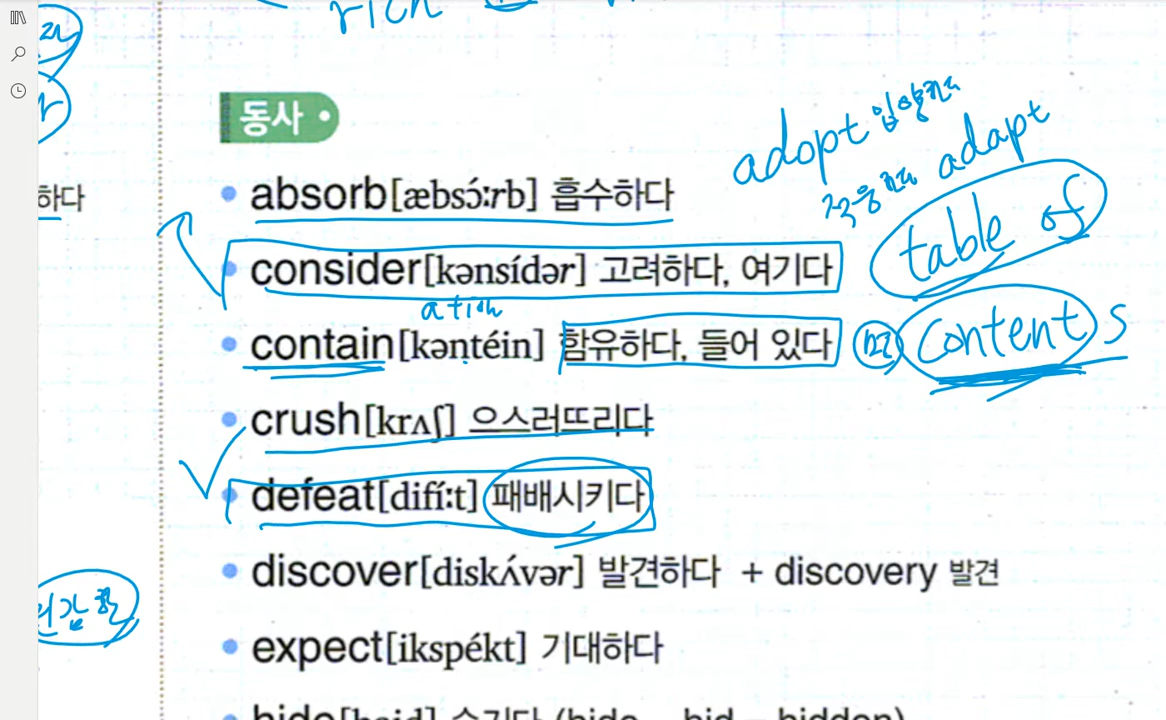 rich
동사
adopt 입양하다
적응하다 adapt
하다
absorb[æbsɔ́ːrb] 흡수하다
table of
consider[kənsídər] 고려하다, 여기다
ation
contain[kəntéin] 함유하다, 들어 있다
contents
crush[krʌʃ] 으스러뜨리다
defeat[difíːt] 패배시키다
discover[diskʌ́vər] 발견하다 + discovery 발견
expect[ikspékt] 기대하다